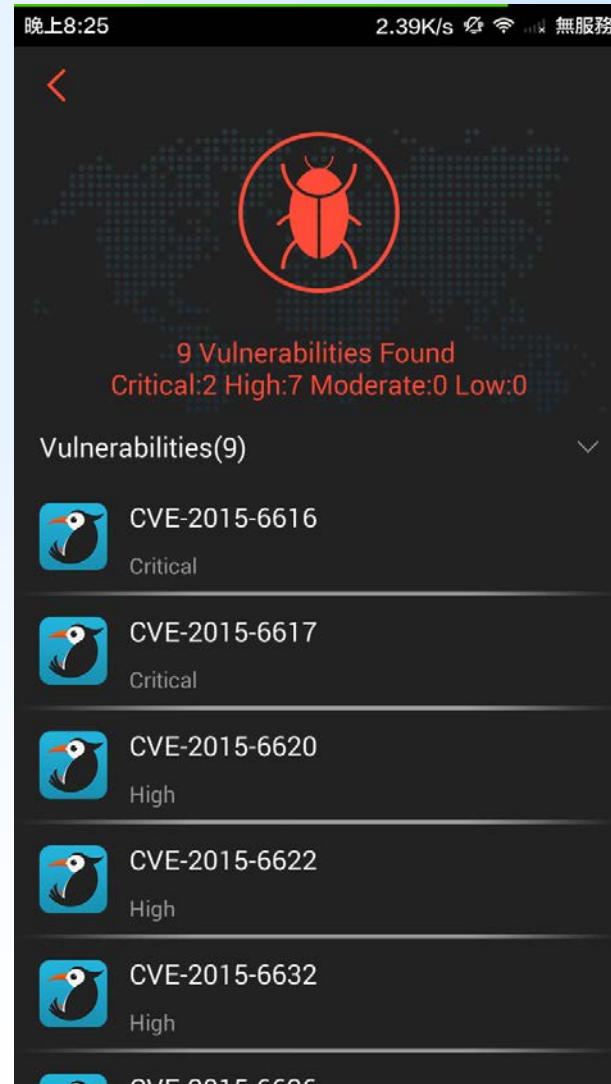 晚上8:25 2.39K/s 無服務
9 Vulnerabilities Found
Critical:2 High:7 Moderate:0 Low:0
Vulnerabilities(9)
CVE-2015-6616
Critical
CVE-2015-6617
Critical
CVE-2015-6620
High
CVE-2015-6622
High
CVE-2015-6632
High